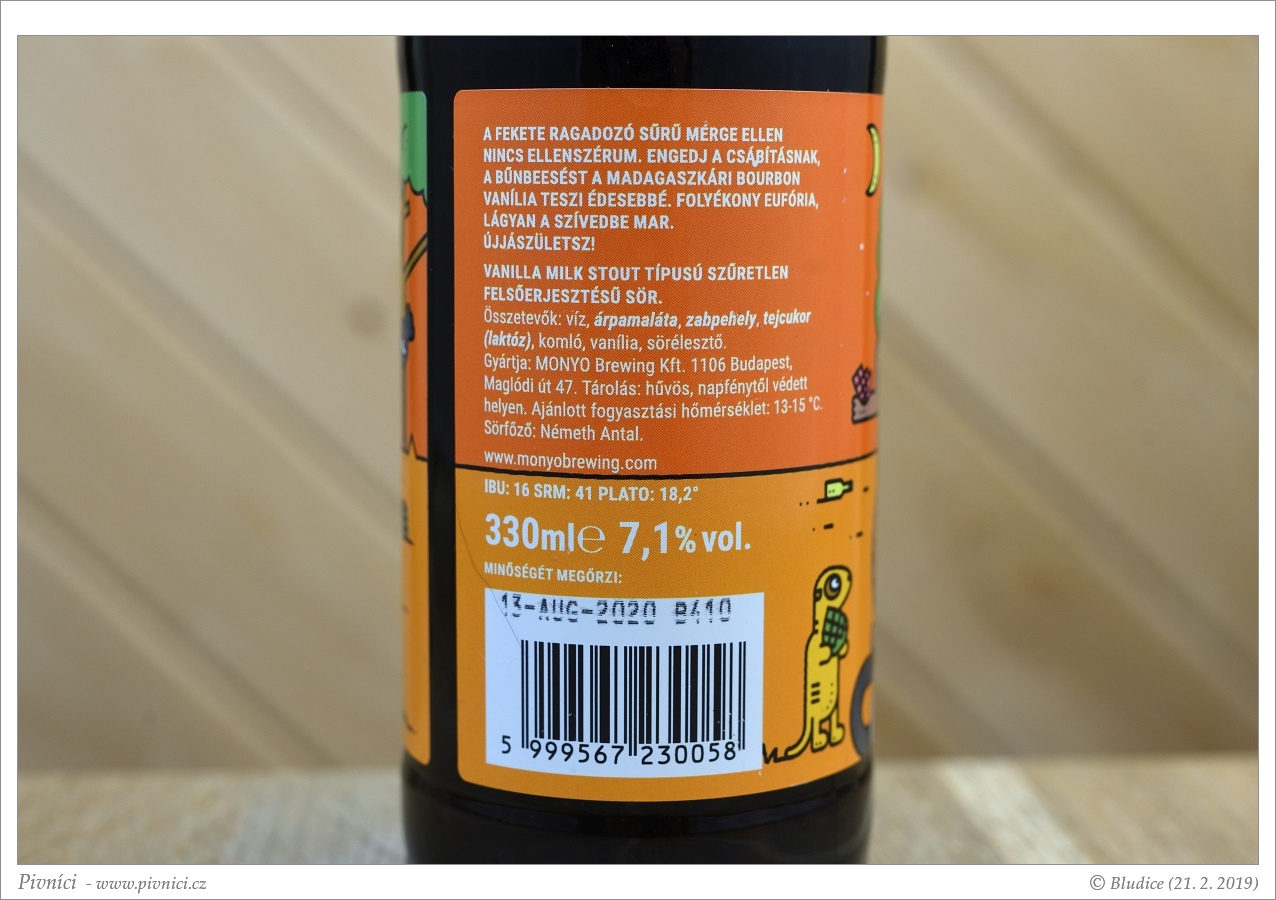 A FEKETE RAGADOZÓ SŰRŰ MÉRGE ELLEN
NINCS ELLENSZÉRUM. ENGEDJ A CSÁBÍTÁSNAK,
A BŰNBEESÉST A MADAGASZKÁRI BOURBON
VANÍLIA TESZI ÉDESEBBÉ. FOLYÉKONY EUFÓRIA,
LÁGYAN A SZÍVEDBE MAR.
ÚJJÁSZÜLETSZ!
VANILLA MILK STOUT TÍPUSÚ SZŰRETLEN
FELSŐERJESZTÉSŰ SÖR.
Összetevők: víz, árpamaláta, zabpehely, tejcukor
(laktóz), komló, vanília, sörélesztő.
Gyártja: MONYO Brewing Kft. 1106 Budapest,
Maglódi út 47. Tárolás: hűvös, napfénytől védett
helyen. Ajánlott fogyasztási hőmérséklet: 13-15 °C.
Sörfőző: Németh Antal.
www.monyobrewing.com
IBU: 16 SRM: 41 PLATO: 18,2°
330ml℮ 7,1% vol.
MINŐSÉGÉT MEGŐRZI:
13-AUG-2020 B410
5 999567 230058
Pivníci - www.pivnici.cz
© Bludice (21. 2. 2019)